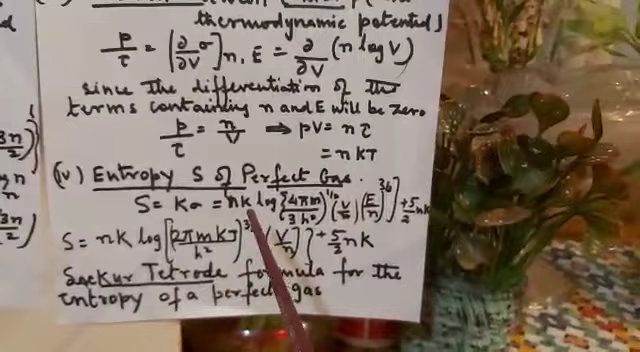 thermodynamic potential)
p/τ = (∂σ/∂V)n, E = ∂/∂V (n log V)
since the differentiation of the
terms containing n and E will be zero
p/τ = n/V ⇒ pV = nτ
= nKT
(iv) Entropy S of Perfect Gas.
S = Kσ = nk log {(4πm/3h²)^3/2 (V/n) (E/n)^3/2} + 5/2 nk
S = nK log [(2πmKT/h²)^3/2 (V/n)] + 5/2 nK
Sackur Tetrode formula for the
entropy of a perfect gas